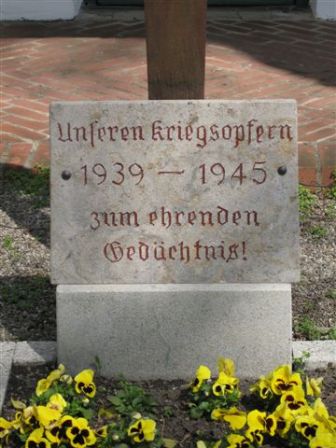 Unseren Kriegsopfern
1939 – 1945
zum ehrenden
Gedächtnis!